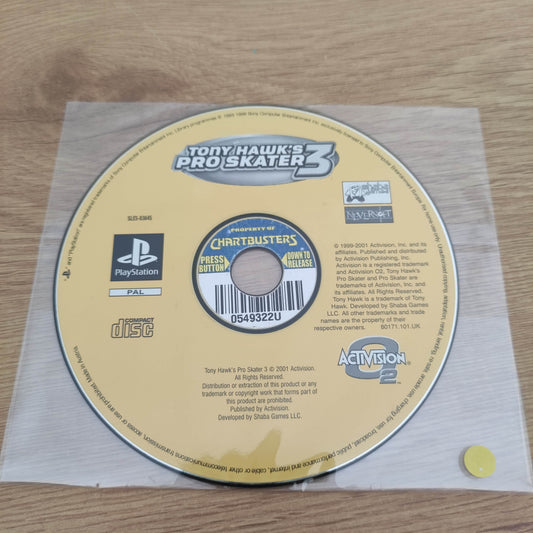 TONY HAWK'S
PRO SKATER 3
NEVERSOFT
SLES-03645
PlayStation
PAL
COMPACT
disc
PROPERTY OF
CHARTBUSTERS
PRESS
BUTTON
DOWN TO
RELEASE
0549322U
© 1999-2001 Activision, Inc. and its
affiliates. Published and distributed
by Activision Publishing, Inc.
Activision is a registered trademark
and Activision O2, Tony Hawk's
Pro Skater and Pro Skater are
trademarks of Activision, Inc. and
its affiliates. All Rights Reserved.
Tony Hawk is a trademark of Tony
Hawk. Developed by Shaba Games
LLC. All other trademarks and trade
names are the property of their
respective owners. 80171.101.UK
ACTIVISION
O2
Tony Hawk's Pro Skater 3 © 2001 Activision.
All Rights Reserved.
Distribution or extraction of this product or any
trademark or copyright work that forms part of
this product are prohibited.
Published by Activision.
Developed by Shaba Games LLC.